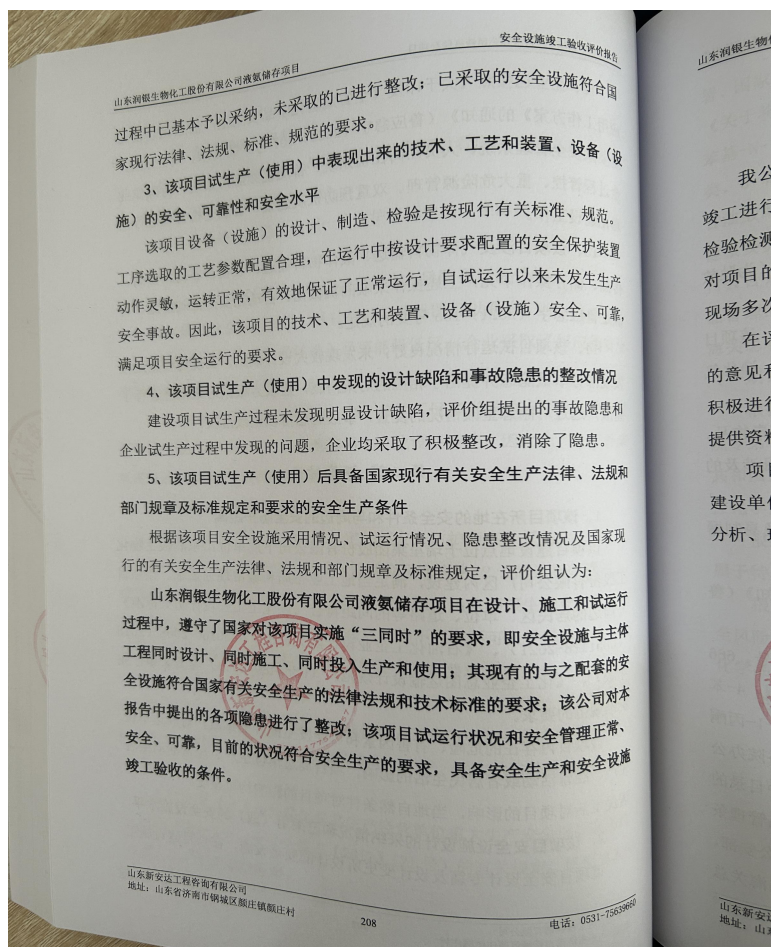 安全设施竣工验收评价报告
山东润银生物化工股份有限公司液氨储存项目
过程中已基本予以采纳，未采取的已进行整改；已采取的安全设施符合国
家现行法律、法规、标准、规范的要求。
3、该项目试生产（使用）中表现出来的技术、工艺和装置、设备（设
施）的安全、可靠性和安全水平
该项目设备（设施）的设计、制造、检验是按现行有关标准、规范。
工序选取的工艺参数配置合理，在运行中按设计要求配置的安全保护装置
动作灵敏，运转正常，有效地保证了正常运行，自试运行以来未发生生产
安全事故。因此，该项目的技术、工艺和装置、设备（设施）安全、可靠，
满足项目安全运行的要求。
4、该项目试生产（使用）中发现的设计缺陷和事故隐患的整改情况
建设项目试生产过程未发现明显设计缺陷，评价组提出的事故隐患和
企业试生产过程中发现的问题，企业均采取了积极整改，消除了隐患。
5、该项目试生产（使用）后具备国家现行有关安全生产法律、法规和
部门规章及标准规定和要求的安全生产条件
根据该项目安全设施采用情况、试运行情况、隐患整改情况及国家现
行的有关安全生产法律、法规和部门规章及标准规定，评价组认为：
山东润银生物化工股份有限公司液氨储存项目在设计、施工和试运行
过程中，遵守了国家对该项目实施“三同时”的要求，即安全设施与主体
工程同时设计、同时施工、同时投入生产和使用；其现有的与之配套的安
全设施符合国家有关安全生产的法律法规和技术标准的要求；该公司对本
报告中提出的各项隐患进行了整改；该项目试运行状况和安全管理正常、
安全、可靠，目前的状况符合安全生产的要求，具备安全生产和安全设施
竣工验收的条件。
山东新安达工程咨询有限公司
地址：山东省济南市钢城区颜庄镇颜庄村
208
电话：0531-75639660
山东润银生物
我公
竣工进行
检验检测
对项目的
现场多次
在评
的意见和
积极进行
提供资料
项目
建设单位
分析、
山东新安
地址：山东